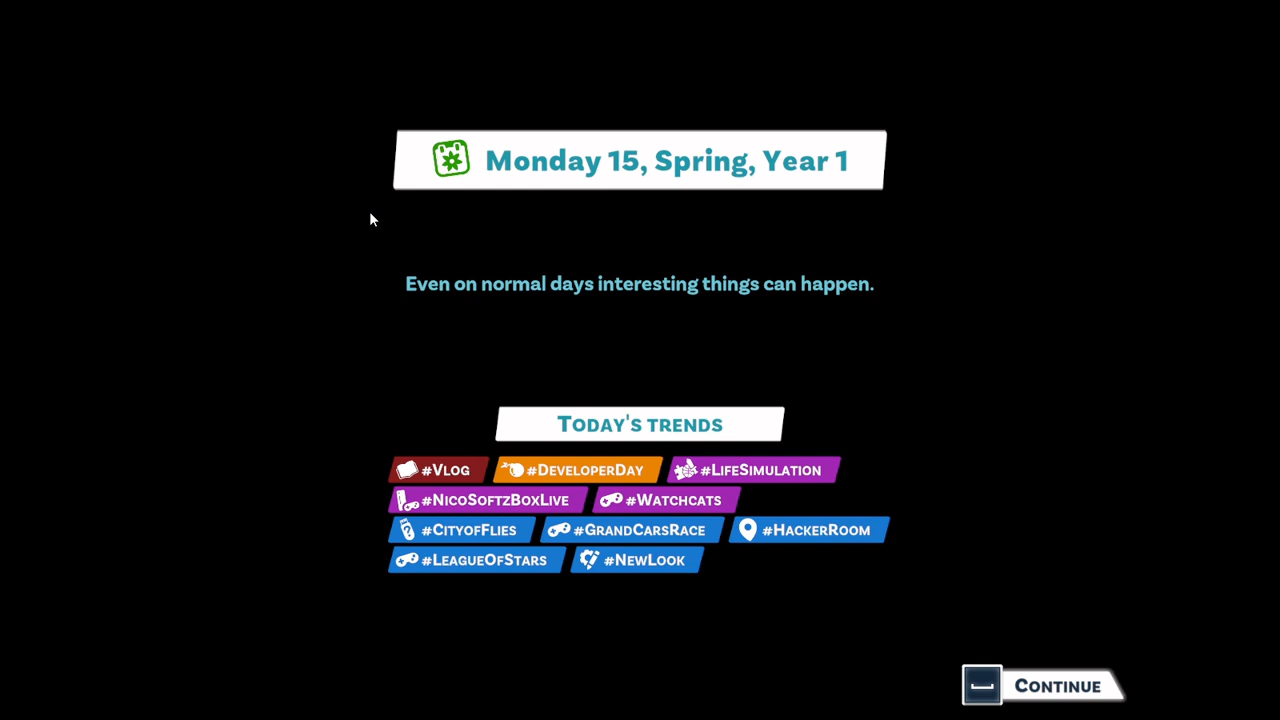 Monday 15, Spring, Year 1
Even on normal days interesting things can happen.
Today's trends
#Vlog #DeveloperDay #LifeSimulation
#NicoSoftzBoxLive #Watchcats
#CityofFlies #GrandCarsRace #HackerRoom
#LeagueOfStars #NewLook
Continue